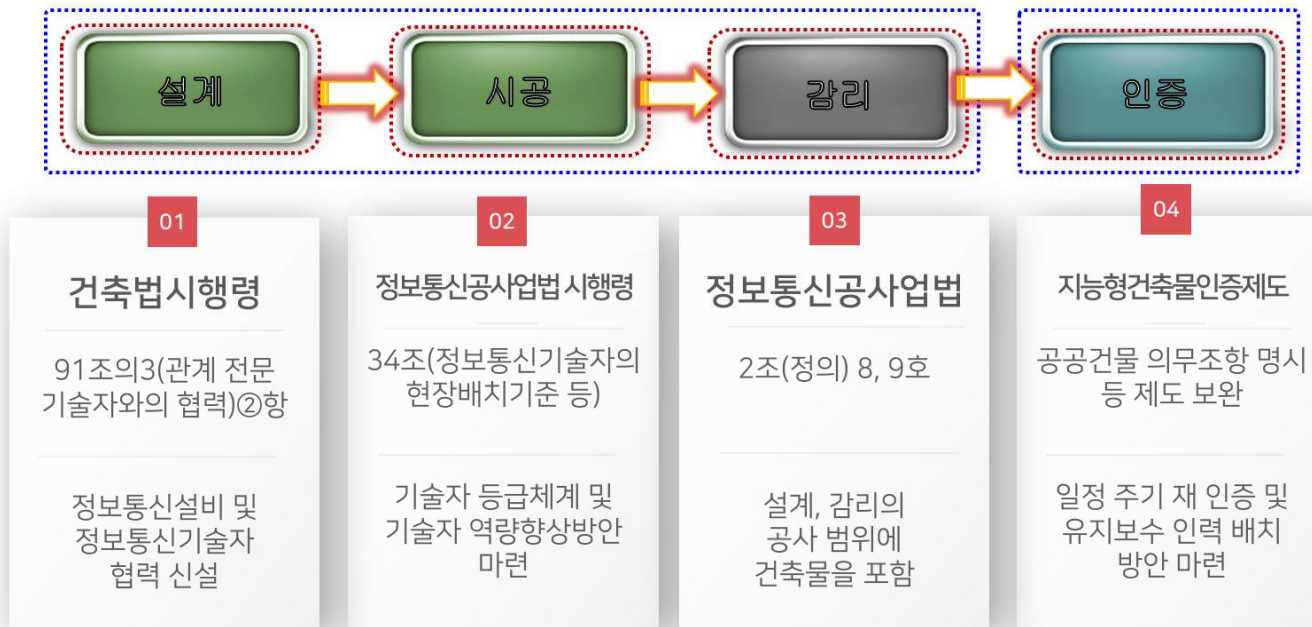 설계
시공
감리
인증
01
건축법시행령
91조의3(관계 전문
기술자와의 협력)②항
정보통신설비 및
정보통신기술자
협력 신설
02
정보통신공사업법 시행령
34조(정보통신기술자의
현장배치기준 등)
기술자 등급체계 및
기술자 역량향상방안
마련
03
정보통신공사업법
2조(정의) 8, 9호
설계, 감리의
공사 범위에
건축물을 포함
04
지능형건축물인증제도
공공건물 의무조항 명시
등 제도 보완
일정 주기 재 인증 및
유지보수 인력 배치
방안 마련